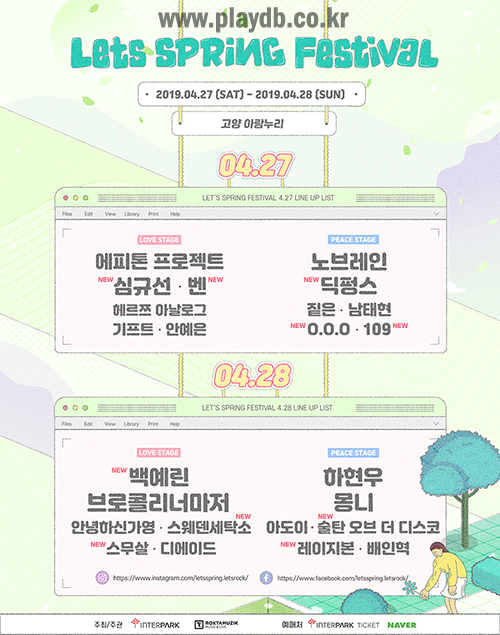 www.playdb.co.kr
Lets SPRiNG Festival
2019.04.27 (SAT) – 2019.04.28 (SUN)
고양 아람누리
04.27
LET'S SPRING FESTIVAL 4.27 LINE UP LIST
Files Edit View Library Print Help
LOVE STAGE
에피톤 프로젝트
NEW 심규선 · 벤 NEW
헤르쯔 아날로그
기프트 · 안예은
PEACE STAGE
노브레인
NEW 딕펑스
짙은 · 남태현
NEW O.O.O · 109 NEW
04.28
LET'S SPRING FESTIVAL 4.28 LINE UP LIST
Files Edit View Library Print Help
LOVE STAGE
NEW 백예린
브로콜리너마저
안녕하신가영 · 스웨덴세탁소 NEW
NEW 스무살 · 디에이드
PEACE STAGE
하현우
몽니
아도이 · 술탄 오브 더 디스코 NEW
NEW 레이지본 · 배인혁
https://www.instagram.com/letsspring.letsrock/
https://www.facebook.com/letsspring.letsrock/
주최/주관 INTERPARK ROXTAMUZIK MUSIC&LIVE 예매처 INTERPARK TICKET NAVER